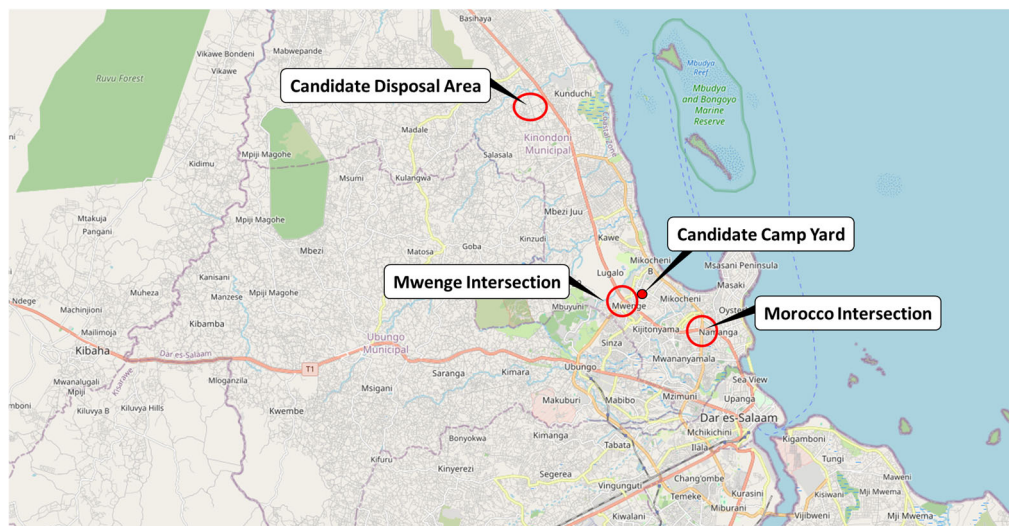 Basihaya
Vikawe Bondeni
Mabwepande
Vikawe
Ruvu Forest
Candidate Disposal Area
Kunduchi
Mbudya
Reef
Mbudya
and Bongoyo
Marine
Reserve
Madale
Kinondoni
Municipal
Mpiji Magohe
Salasala
Kidimu
Msumi
Kulangwa
Mtakuja
Pangani
Mpiji Magohe
Mbezi Juu
Mbezi
Matosa
Goba
Kinzudi
Kawe
Candidate Camp Yard
Mikocheni
B
Lugalo
Msasani Peninsula
Kanisani
Mwenge Intersection
Masaki
Muheza
Manzese
Mpiji Magohe
Mbuyuni
Mwenge
Mikocheni
Ndege
Machinjioni
Kibamba
Morocco Intersection
Mailimoja
Ubungo
Municipal
Sinza
Kijitonyama
Namanga
Kibaha
Dar es-Salaam
Kisarawe
Mwananyamala
T1
Ubungo
Mloganzila
Saranga
Kimara
Mwanalugali
Mpiji
Msigani
Sea View
Kiluvya B
Kiluvya Hills
Kwembe
Makuburi
Mabibo
Mzimuni
Upanga
Dar es-Salaam
Bonyokwa
Kimanga
Tabata
Mchikichini
Ilala
Kigamboni
Kifuru
Kinyerezi
Segerea
Tungi
Vingunguti
Chang'ombe
Maweni
Kurasini
Kisiwani
Mji Mwema
Temeke
Kiwalani
Miburani
Vijibweni
Mji Mwema